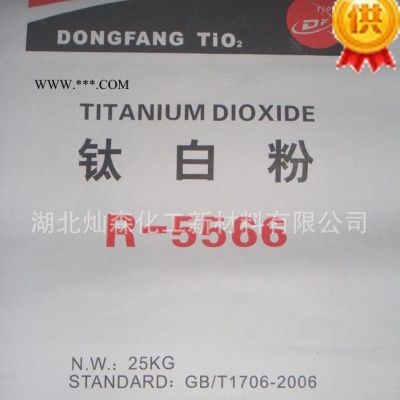 DONGFANG TiO₂
供
WWW.***.COM
TITANIUM DIOXIDE
钛白粉
湖北灿森化工新材料有限公司
R-5566
N.W.: 25KG
STANDARD: GB/T1706-2006